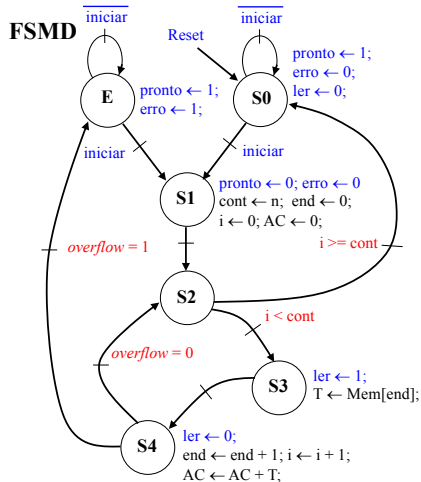 FSMD
iniciar
iniciar
Reset
E
pronto ← 1;
erro ← 1;
S0
pronto ← 1;
erro ← 0;
ler ← 0;
iniciar
iniciar
S1
pronto ← 0; erro ← 0
cont ← n; end ← 0;
i ← 0; AC ← 0;
overflow = 1
i >= cont
S2
i < cont
overflow = 0
S3
ler ← 1;
T ← Mem[end];
S4
ler ← 0;
end ← end + 1; i ← i + 1;
AC ← AC + T;